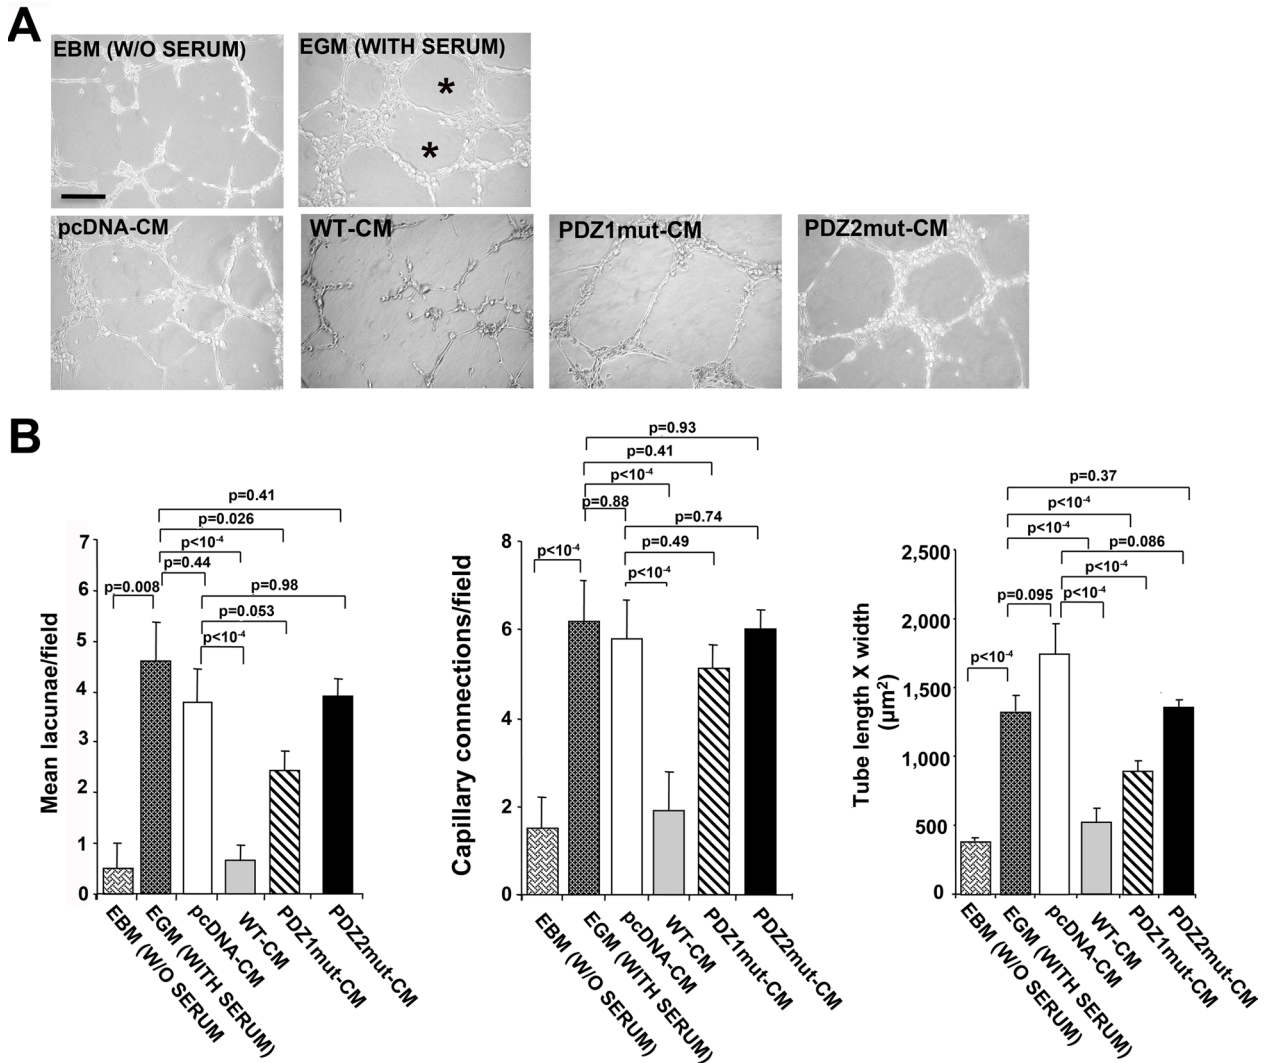 A
EBM (W/O SERUM)
EGM (WITH SERUM)
*
*
pcDNA-CM
WT-CM
PDZ1mut-CM
PDZ2mut-CM
B
p=0.41
p=0.026
p<10-4
p=0.44
p=0.008
p=0.98
p=0.053
p<10-4
Mean lacunae/field
7
6
5
4
3
2
1
0
EBM (W/O SERUM
EGM (WITH SERUM)
pcDNA-CM
WT-CM
PDZ1mut-CM
PDZ2mut-CM
p=0.93
p=0.41
p<10-4
p=0.88
p=0.74
p=0.49
p<10-4
p<10-4
Capillary connections/field
8
6
4
2
0
EBM (W/O SERUM)
EGM (WITH SERUM)
pcDNA-CM
WT-CM
PDZ1mut-CM
PDZ2mut-CM
p=0.37
p<10-4
p<10-4
p=0.086
p<10-4
p=0.095
p<10-4
p<10-4
Tube length X width
(µm2)
2,500
2,000
1,500
1,000
500
0
EBM (W/O SERUM)
EGM (WITH SERUM)
pcDNA-CM
WT-CM
PDZ1mut-CM
PDZ2mut-CM